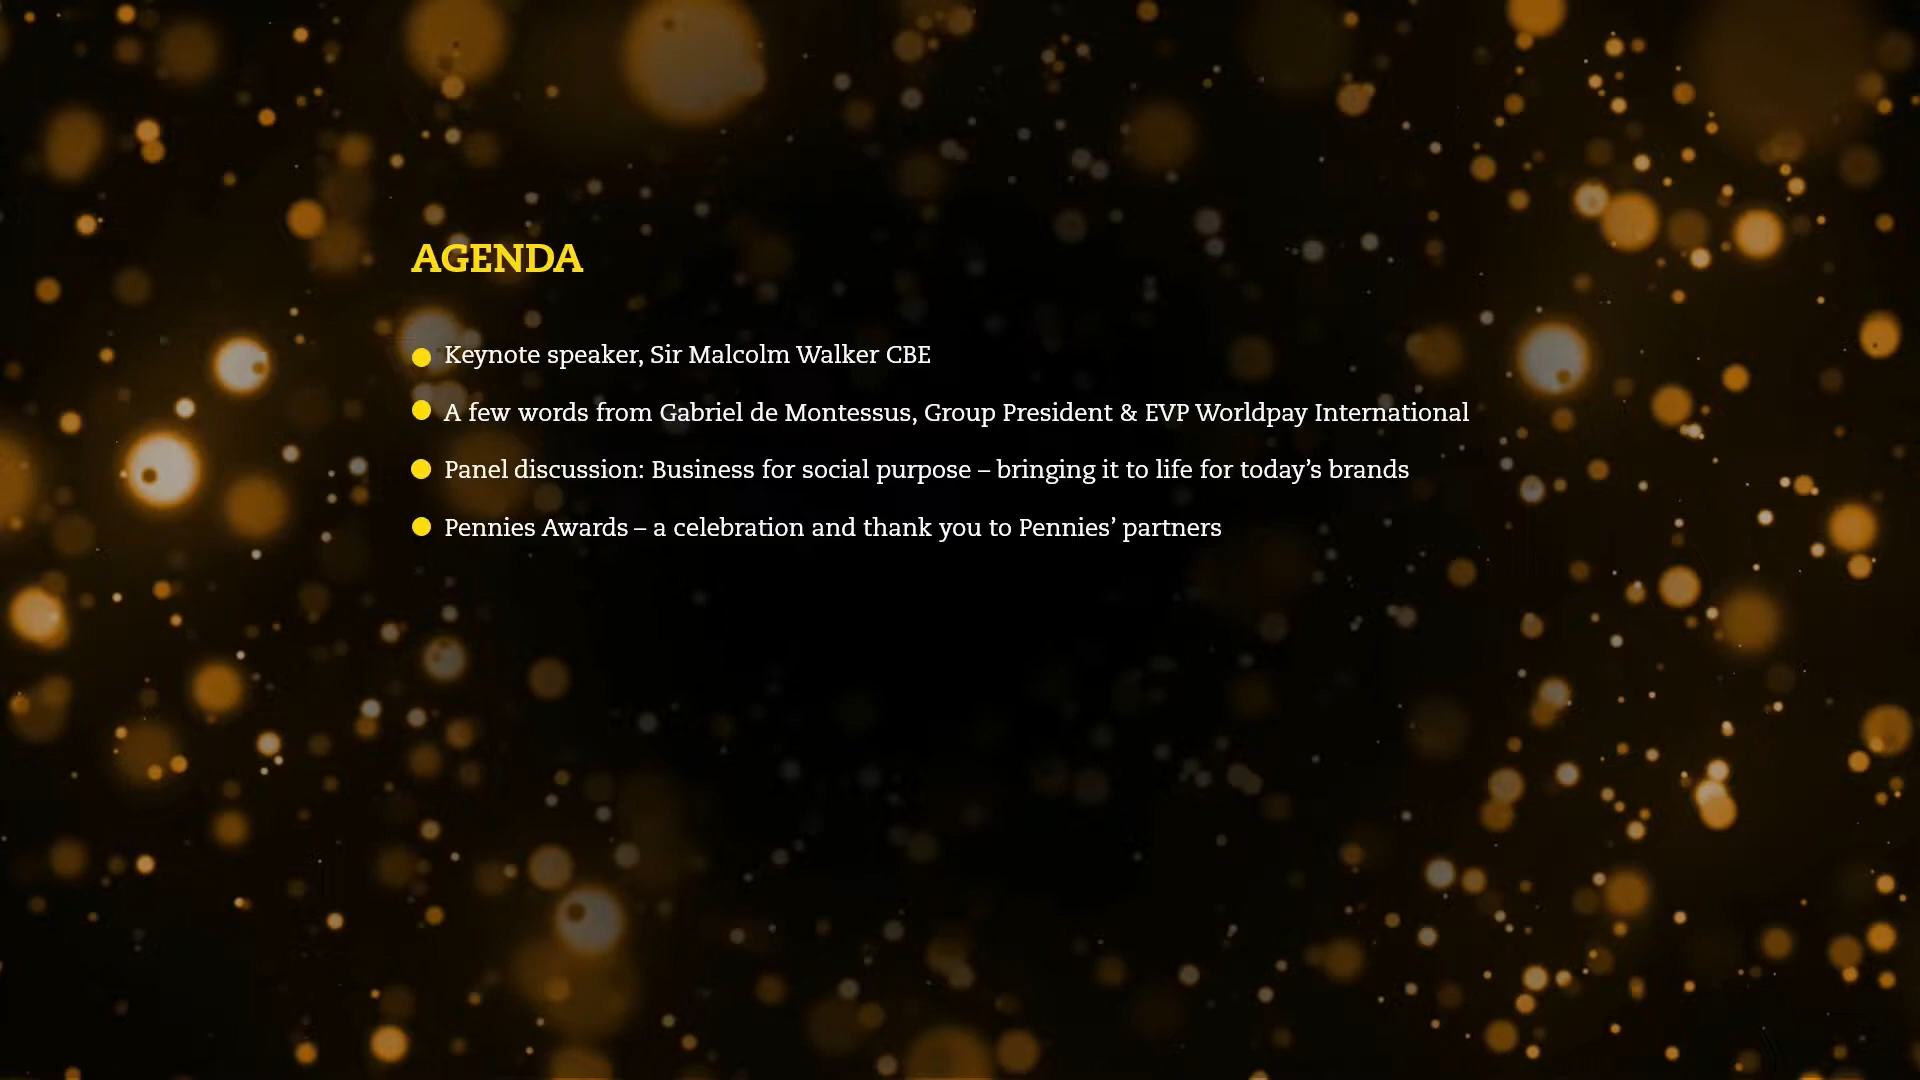 AGENDA
Keynote speaker, Sir Malcolm Walker CBE
A few words from Gabriel de Montessus, Group President & EVP Worldpay International
Panel discussion: Business for social purpose – bringing it to life for today’s brands
Pennies Awards – a celebration and thank you to Pennies’ partners